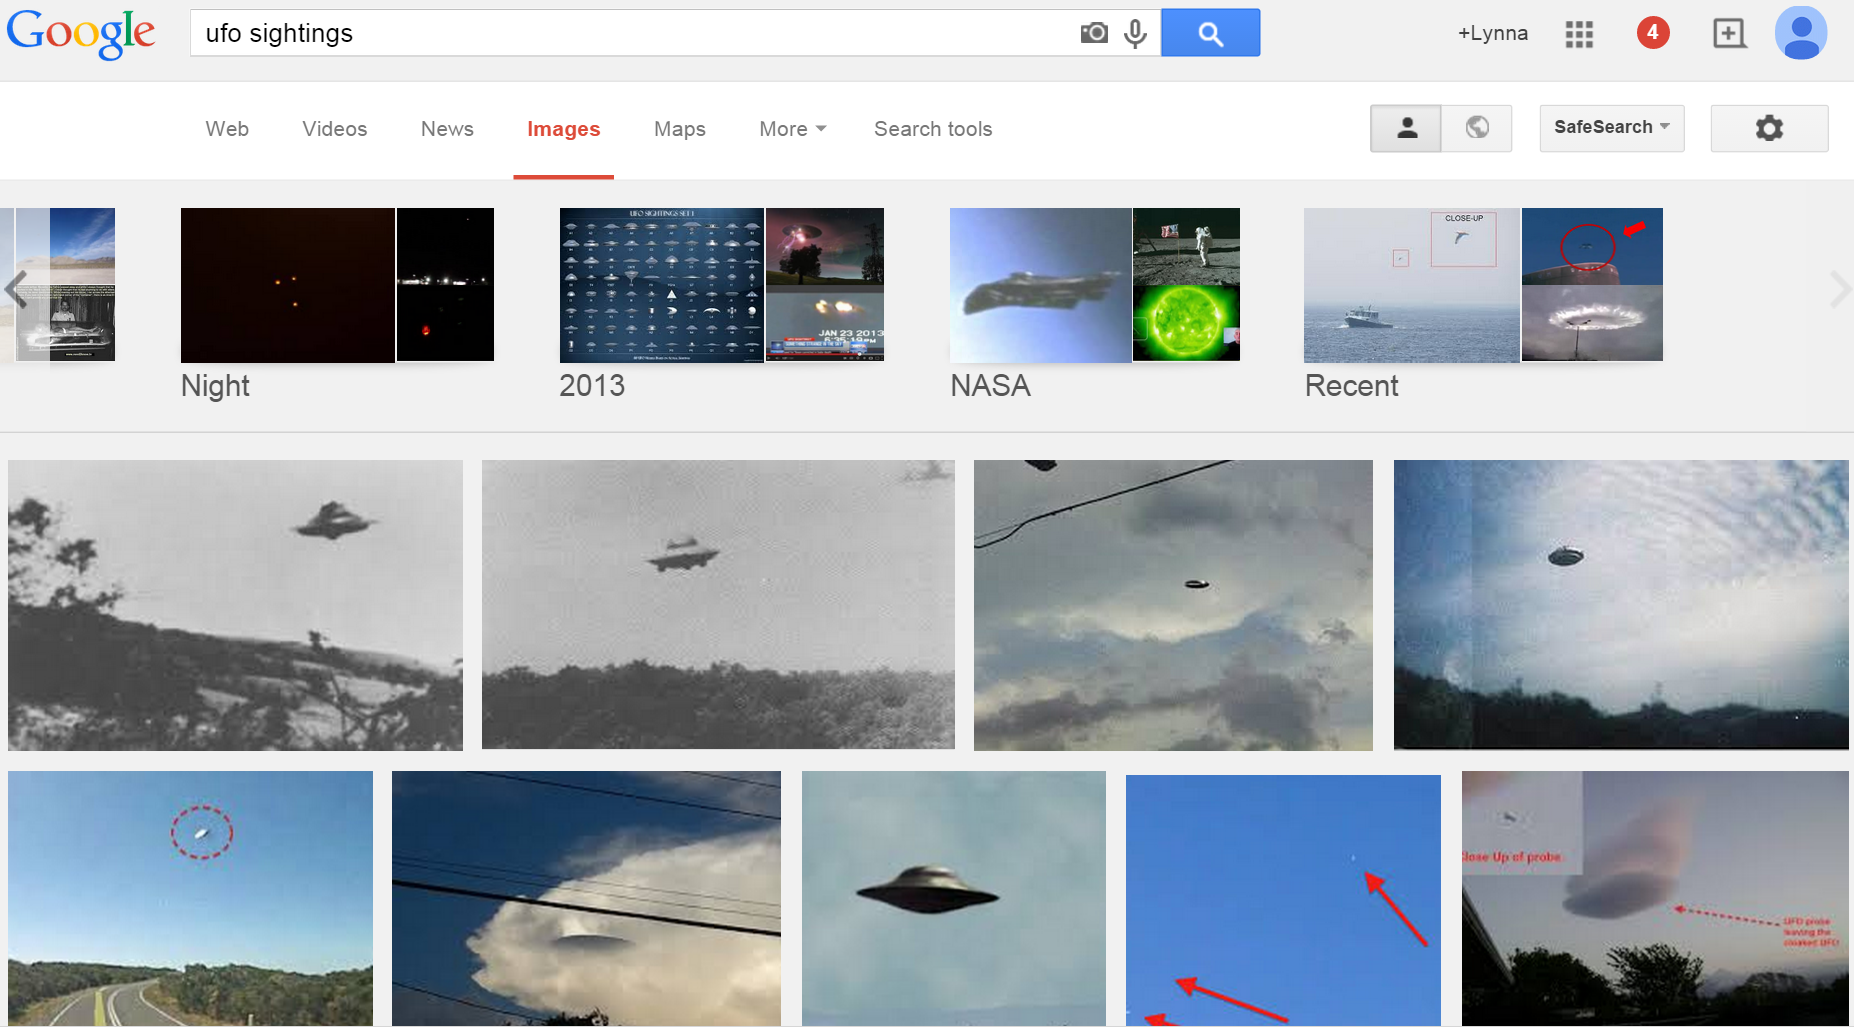 Google
ufo sightings
+Lynna
4
Web
Videos
News
Images
Maps
More
Search tools
SafeSearch
UFO SIGHTINGS SET 1
JAN 23 2013
CLOSE-UP
Night
2013
NASA
Recent
Close Up of probe
UFO probe
leaving the
cloaked UFO